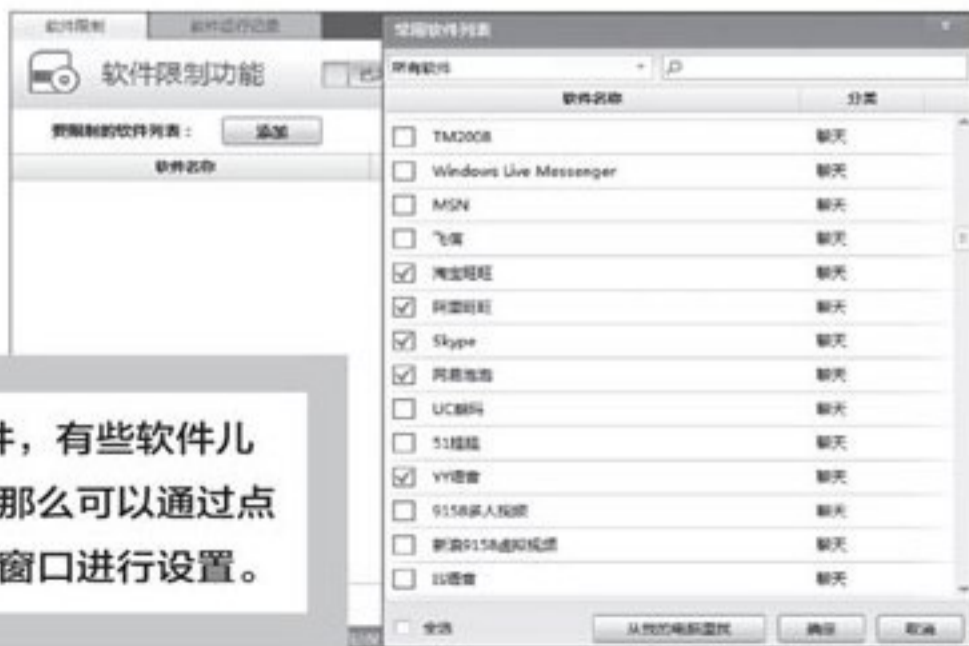 软件限制
软件运行记录
软件限制功能
要限制的软件列表： 添加
软件名称
常用软件列表
所有软件
软件名称 分类
TM2008 聊天
Windows Live Messenger 聊天
MSN 聊天
飞信 聊天
淘宝旺旺 聊天
阿里旺旺 聊天
Skype 聊天
网易泡泡 聊天
UC 聊天
51挂挂 聊天
YY语音 聊天
9158多人视频 聊天
新浪9158虚拟视频 聊天
IS语音 聊天
全选 从我的电脑里找 确定 取消
件，有些软件儿
那么可以通过点
窗口进行设置。